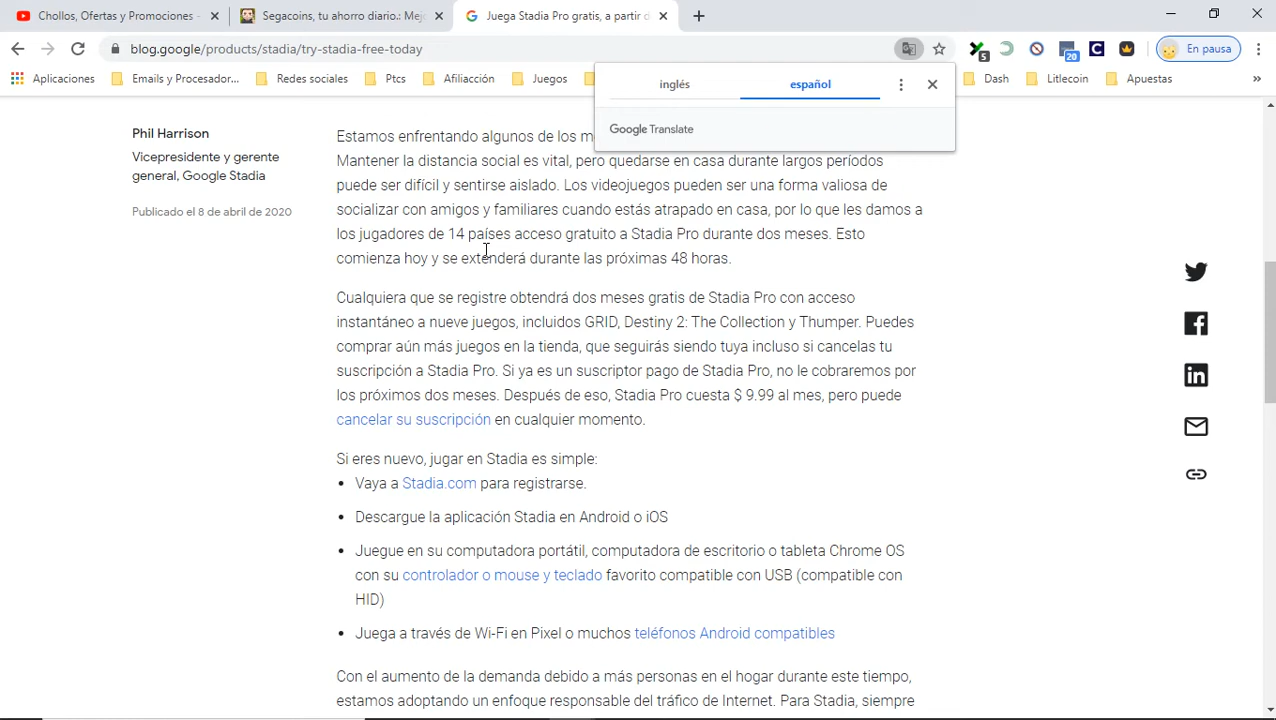 Chollos, Ofertas y Promociones -
Segacoins, tu ahorro diario.: Mej
Juega Stadia Pro gratis, a partir d
blog.google/products/stadia/try-stadia-free-today
5
20
En pausa
Aplicaciones
Emails y Procesador...
Redes sociales
Ptcs
Afiliacción
Juegos
Dash
Litlecoin
Apuestas
»
inglés
español
Google Translate
Phil Harrison
Vicepresidente y gerente
general, Google Stadia
Publicado el 8 de abril de 2020
Estamos enfrentando algunos de los m
Mantener la distancia social es vital, pero quedarse en casa durante largos períodos
puede ser difícil y sentirse aislado. Los videojuegos pueden ser una forma valiosa de
socializar con amigos y familiares cuando estás atrapado en casa, por lo que les damos a
los jugadores de 14 países acceso gratuito a Stadia Pro durante dos meses. Esto
comienza hoy y se extenderá durante las próximas 48 horas.
Cualquiera que se registre obtendrá dos meses gratis de Stadia Pro con acceso
instantáneo a nueve juegos, incluidos GRID, Destiny 2: The Collection y Thumper. Puedes
comprar aún más juegos en la tienda, que seguirás siendo tuya incluso si cancelas tu
suscripción a Stadia Pro. Si ya es un suscriptor pago de Stadia Pro, no le cobraremos por
los próximos dos meses. Después de eso, Stadia Pro cuesta $ 9.99 al mes, pero puede
cancelar su suscripción en cualquier momento.
Si eres nuevo, jugar en Stadia es simple:
• Vaya a Stadia.com para registrarse.
• Descargue la aplicación Stadia en Android o iOS
• Juegue en su computadora portátil, computadora de escritorio o tableta Chrome OS
con su controlador o mouse y teclado favorito compatible con USB (compatible con
HID)
• Juega a través de Wi-Fi en Pixel o muchos teléfonos Android compatibles
Con el aumento de la demanda debido a más personas en el hogar durante este tiempo,
estamos adoptando un enfoque responsable del tráfico de Internet. Para Stadia, siempre